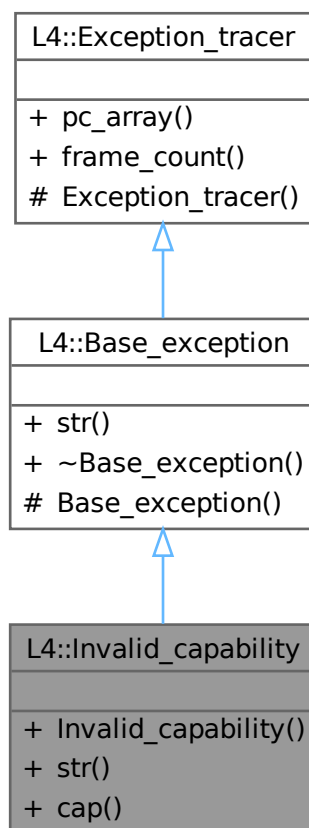 L4::Exception_tracer
+ pc_array()
+ frame_count()
# Exception_tracer()
L4::Base_exception
+ str()
+ ~Base_exception()
# Base_exception()
L4::Invalid_capability
+ Invalid_capability()
+ str()
+ cap()